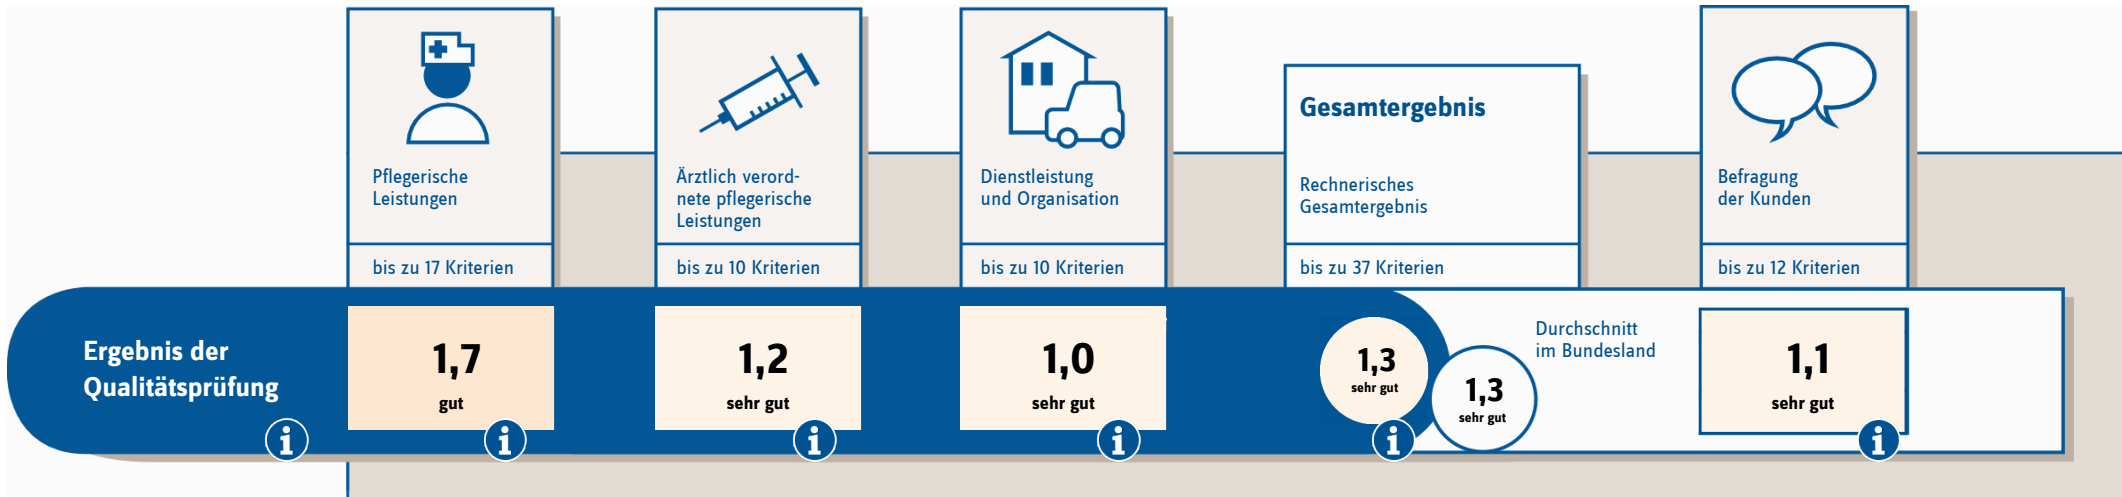 Pflegerische
Leistungen
bis zu 17 Kriterien
Ärztlich verord-
nete pflegerische
Leistungen
bis zu 10 Kriterien
Dienstleistung
und Organisation
bis zu 10 Kriterien
Gesamtergebnis
Rechnerisches
Gesamtergebnis
bis zu 37 Kriterien
Befragung
der Kunden
bis zu 12 Kriterien
Ergebnis der
Qualitätsprüfung
i
1,7
gut
i
1,2
sehr gut
i
1,0
sehr gut
i
1,3
sehr gut
i
1,3
sehr gut
Durchschnitt
im Bundesland
1,1
sehr gut
i